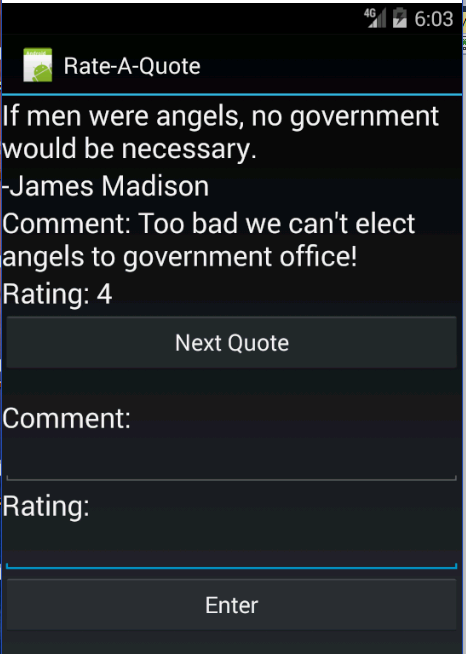 4G 6:03
Rate-A-Quote
If men were angels, no government
would be necessary.
-James Madison
Comment: Too bad we can't elect
angels to government office!
Rating: 4
Next Quote
Comment:
Rating:
Enter